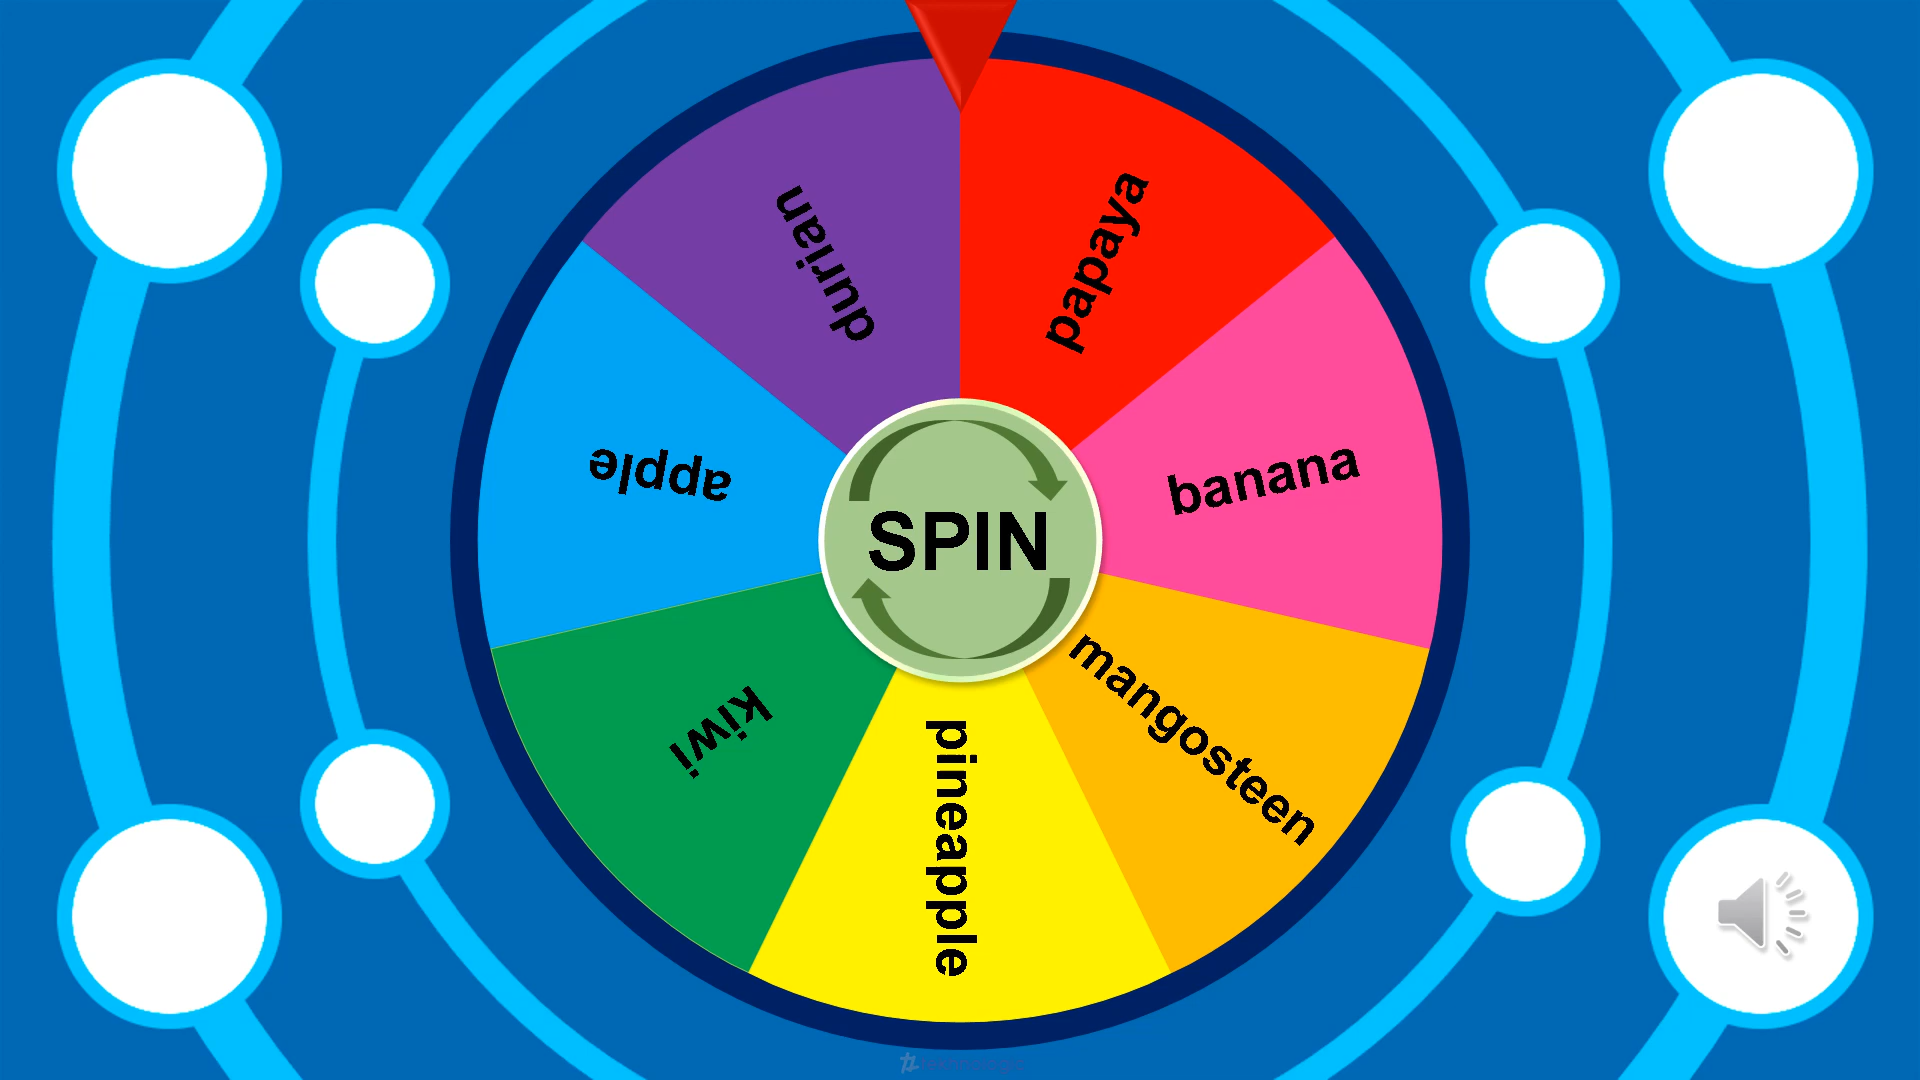 papaya
banana
mangosteen
pineapple
kiwi
apple
durian
SPIN